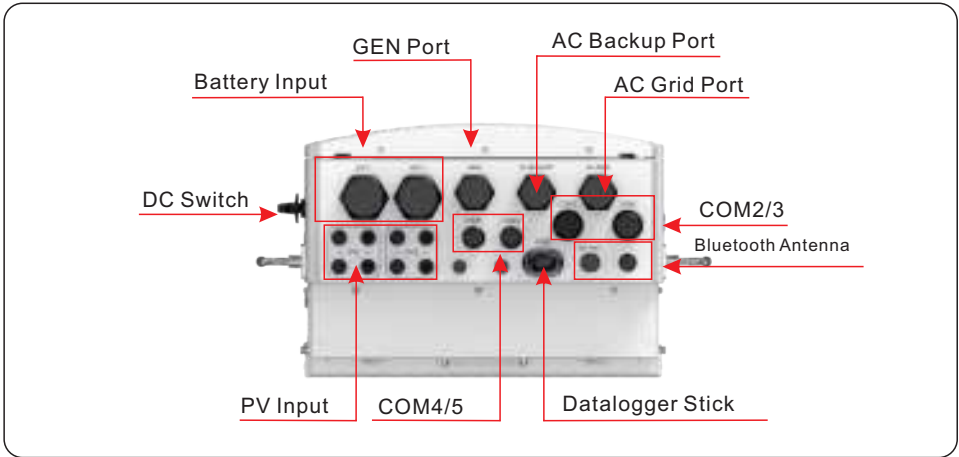 GEN Port
AC Backup Port
Battery Input
AC Grid Port
DC Switch
COM2/3
Bluetooth Antenna
PV Input
COM4/5
Datalogger Stick